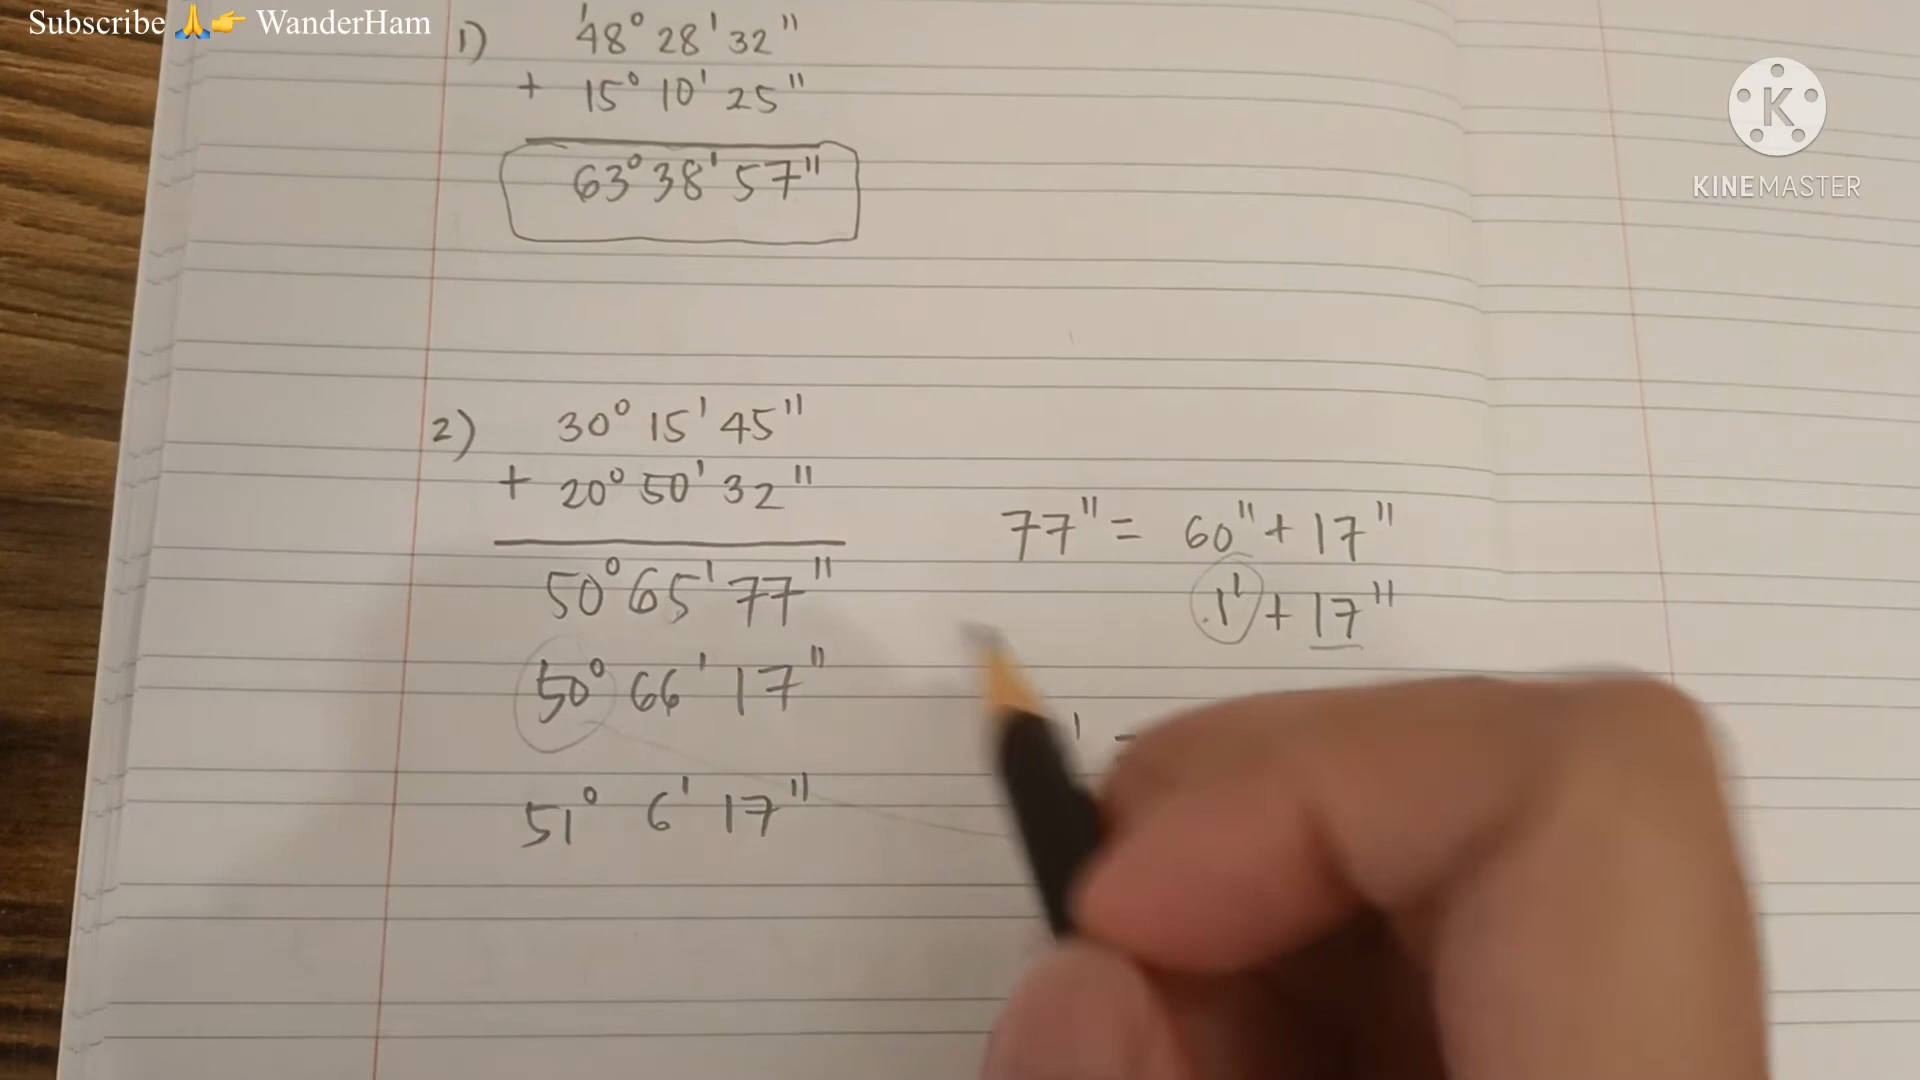 Subscribe 🙏👉 WanderHam
1) 48° 28' 32"
+ 15° 10' 25"
63° 38' 57"
KINEMASTER
2) 30° 15' 45"
+ 20° 50' 32"
50° 65' 77"
77" = 60" + 17"
1' + 17"
50° 66' 17"
51° 6' 17"